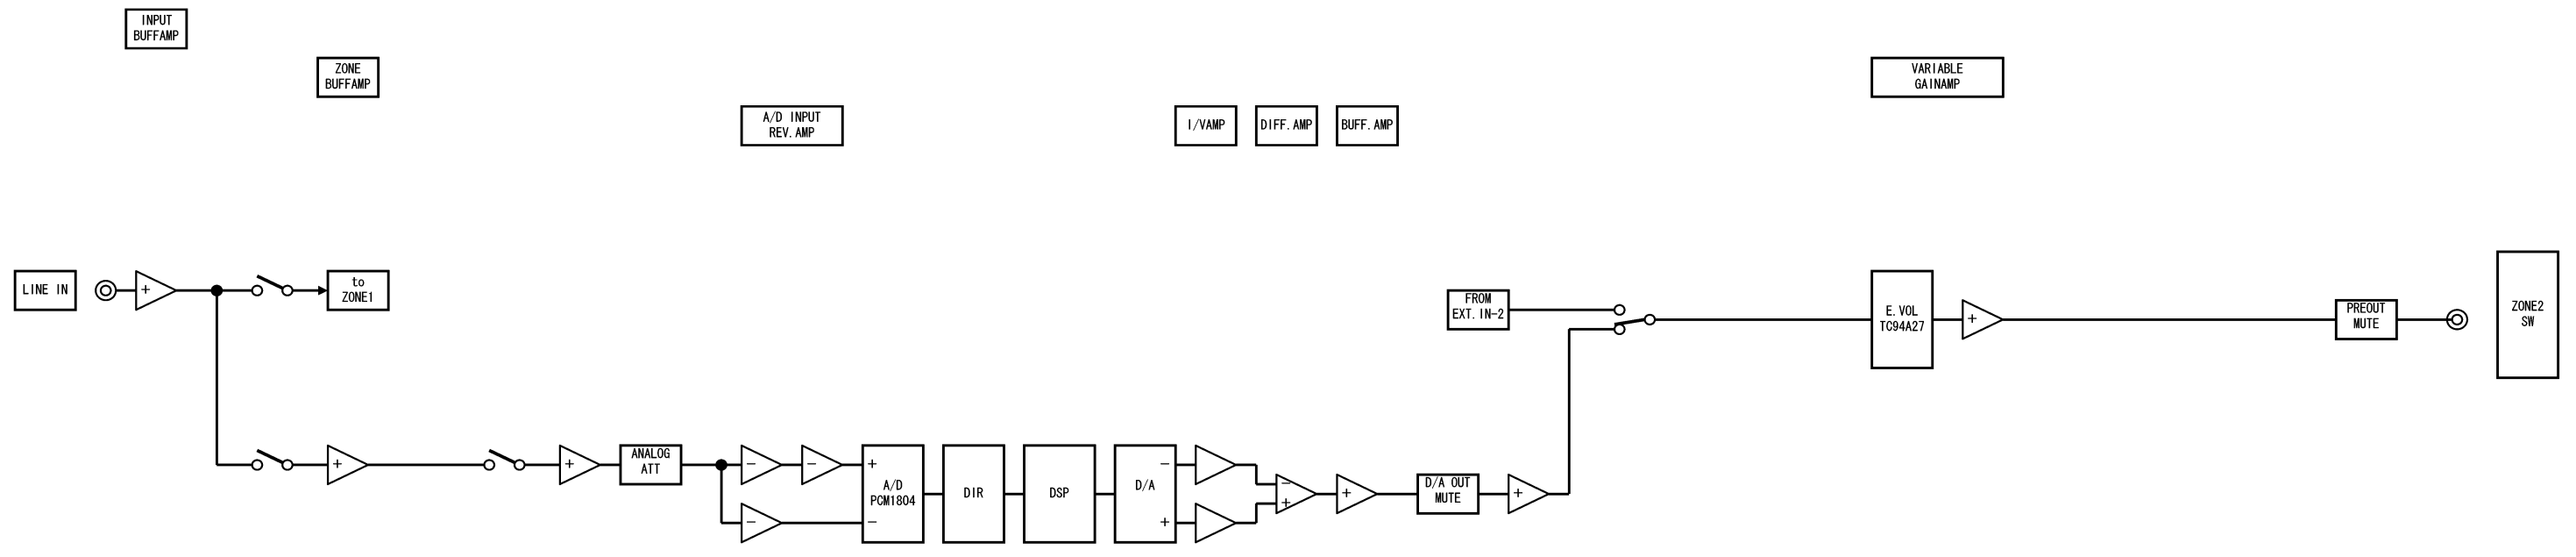 INPUT
BUFFAMP
ZONE
BUFFAMP
A/D INPUT
REV.AMP
I/VAMP
DIFF.AMP
BUFF.AMP
VARIABLE
GAINAMP
LINE IN
+
to
ZONE1
FROM
EXT.IN-2
E.VOL
TC94A27
+
PREOUT
MUTE
ZONE2
SW
+
+
ANALOG
ATT
−
−
−
+
A/D
PCM1804
−
DIR
DSP
−
D/A
+
−
+
+
D/A OUT
MUTE
+